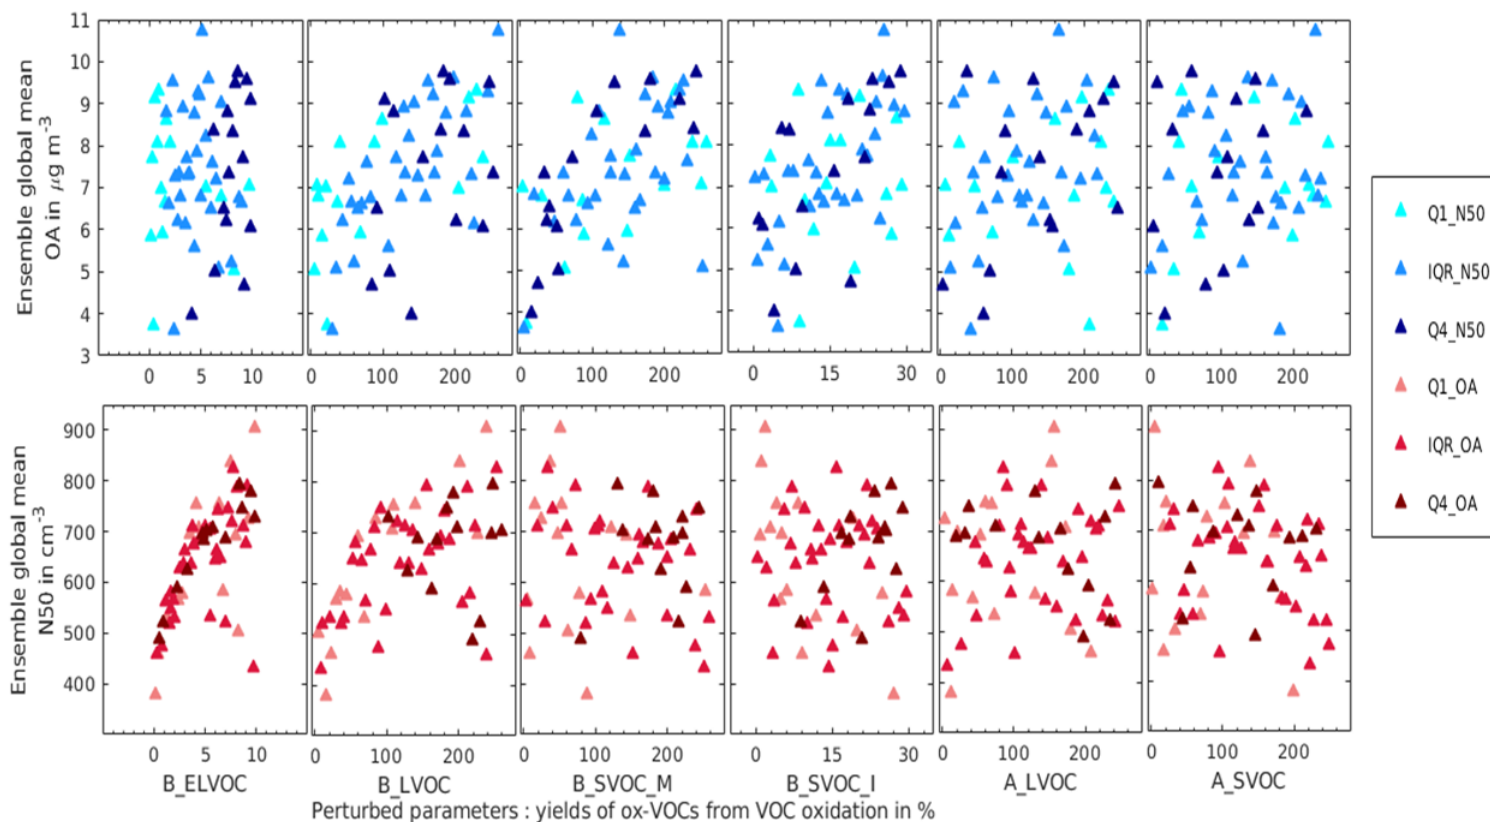 Ensemble global mean
OA in μg m-3
11
10
9
8
7
6
5
4
3
0 5 10
0 100 200
0 100 200
0 15 30
0 100 200
0 100 200
Ensemble global mean
N50 in cm-3
900
800
700
600
500
400
0 5 10
0 100 200
0 100 200
0 15 30
0 100 200
0 100 200
B_ELVOC
B_LVOC
B_SVOC_M
B_SVOC_I
A_LVOC
A_SVOC
Perturbed parameters : yields of ox-VOCs from VOC oxidation in %
Q1_N50
IQR_N50
Q4_N50
Q1_OA
IQR_OA
Q4_OA